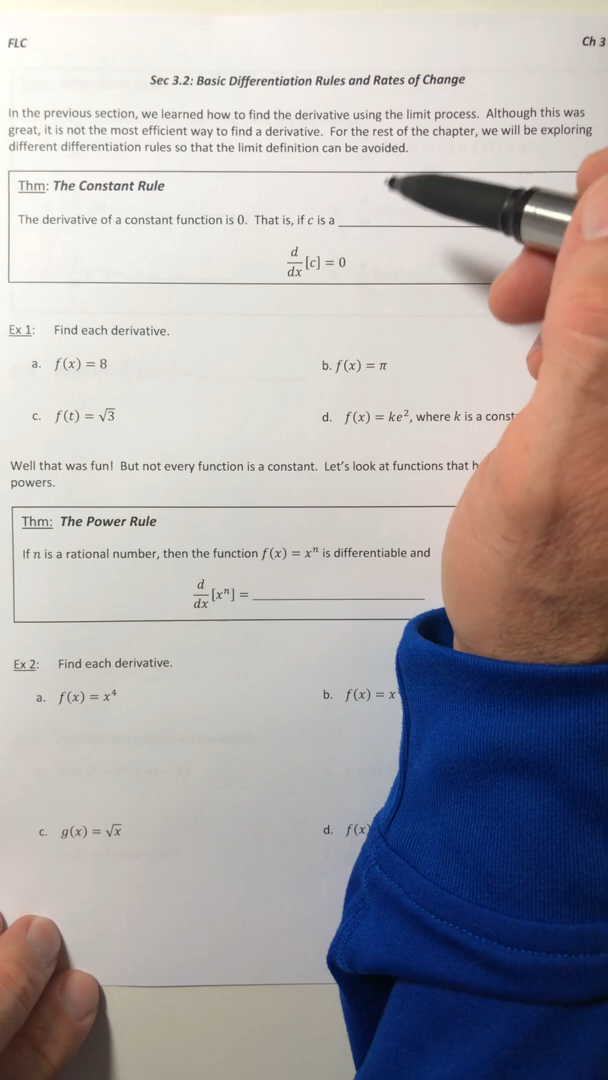 FLC Ch 3
Sec 3.2: Basic Differentiation Rules and Rates of Change
In the previous section, we learned how to find the derivative using the limit process. Although this was
great, it is not the most efficient way to find a derivative. For the rest of the chapter, we will be exploring
different differentiation rules so that the limit definition can be avoided.
Thm: The Constant Rule
The derivative of a constant function is 0. That is, if c is a ____________________
d/dx [c] = 0
Ex 1: Find each derivative.
a. f(x) = 8 b. f(x) = π
c. f(t) = √3 d. f(x) = ke², where k is a
Well that was fun! But not every function is a constant. Let's look at functions that
powers.
Thm: The Power Rule
If n is a rational number, then the function f(x) = xⁿ is differentiable and
d/dx [xⁿ] = ____________________
Ex 2: Find each derivative.
a. f(x) = x⁴ b. f(x) = x
c. g(x) = √x d. f(x)